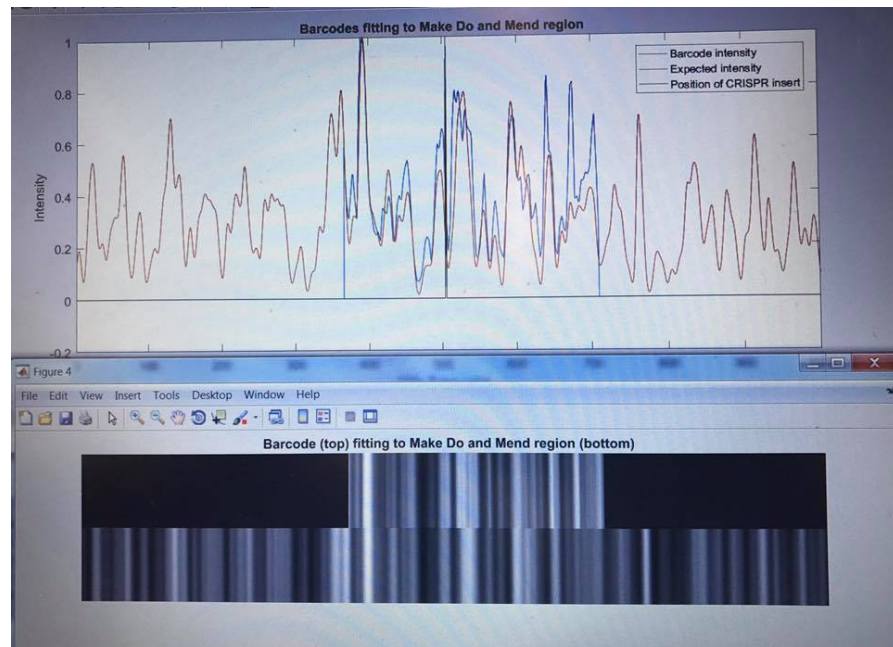 Barcodes fitting to Make Do and Mend region
Barcode intensity
Expected intensity
Position of CRISPR insert
1
0.8
0.6
0.4
0.2
0
-0.2
Intensity
Figure 4
File Edit View Insert Tools Desktop Window Help
Barcode (top) fitting to Make Do and Mend region (bottom)